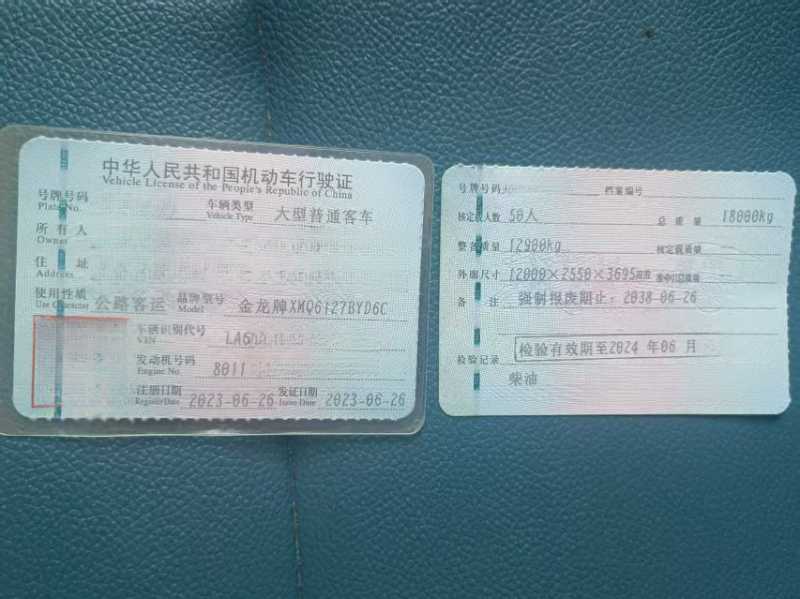 中华人民共和国机动车行驶证
Vehicle License of the People's Republic of China
号牌号码 车辆类型 大型普通客车
Plate No. Vehicle Type
所有人
Owner
住址
Address
使用性质 公路客运 品牌型号 金龙牌XMQ6127BYD6C
Use Character Model
车辆识别代号 LA6
VIN
发动机号码 8011
Engine No.
注册日期 2023-06-26 发证日期 2023-06-26
Register Date Issue Date
号牌号码 档案编号
核定载人数 50人 总质量 18000kg
整备质量 12900kg 核定载质量
外廓尺寸 12000×2550×3695mm 准牵引总质量
备注 强制报废期止：2038-06-26
检验有效期至2024年06月
检验记录
柴油